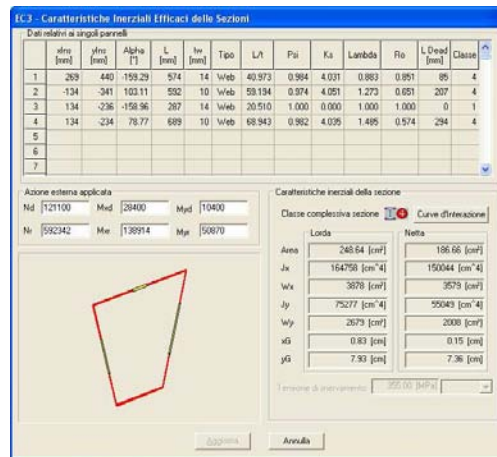 EC3 - Caratteristiche Inerziali Efficaci delle Sezioni
Dati relativi ai singoli pannelli
xIns [mm] yIns [mm] Alpha [°] L [mm] tw [mm] Tipo L/t Psi Ks Lambda Ro L Dead [mm] Classe
1 269 440 -159.29 574 14 Web 40.973 0.984 4.031 0.883 0.851 85 4
2 -134 -341 103.11 592 10 Web 59.194 0.974 4.051 1.273 0.651 207 4
3 134 -236 -158.96 287 14 Web 20.510 1.000 0.000 1.000 1.000 0 1
4 134 -234 78.77 689 10 Web 68.943 0.982 4.035 1.485 0.574 294 4
5
6
7
Azione esterna applicata
Nd 121100 Mxd 28400 Myd 10400
Nr 592342 Mxr 138914 Myr 50870
Caratteristiche inerziali della sezione
Classe complessiva sezione 4 Curve d'Interazione
Lorda Netta
Area 248.64 [cm²] 186.66 [cm²]
Jx 164758 [cm^4] 150044 [cm^4]
Wx 3878 [cm³] 3579 [cm³]
Jy 75277 [cm^4] 55049 [cm^4]
Wy 2679 [cm³] 2008 [cm³]
xG 0.83 [cm] 0.15 [cm]
yG 7.93 [cm] 7.36 [cm]
Tensione di snervamento 355.00 [MPa]
Aggiorna Annulla